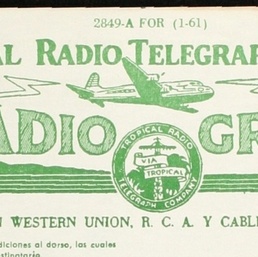 2849-A FOR (1-61)
AL RADIO TELEGRAP
ADIO GR
TROPICAL RADIO
VIA
TROPICAL
TELEGRAPH COMPANY
N WESTERN UNION, R. C. A. Y CABLE
diciones al dorso, las cuales
stinatario